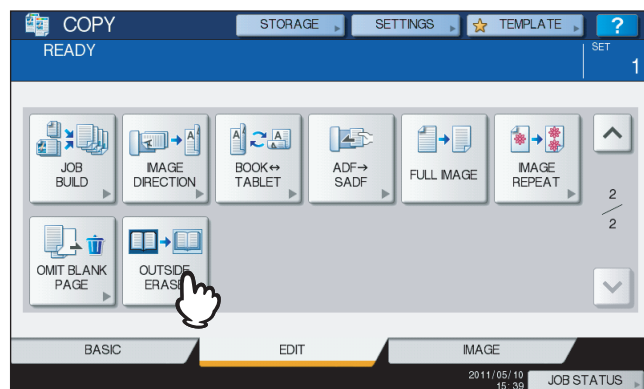 COPY
STORAGE
SETTINGS
TEMPLATE
?
READY
SET
1
JOB
BUILD
IMAGE
DIRECTION
BOOK↔
TABLET
ADF→
SADF
FULL IMAGE
IMAGE
REPEAT
2
2
OMIT BLANK
PAGE
OUTSIDE
ERASE
BASIC
EDIT
IMAGE
2011/05/10
15:39
JOB STATUS